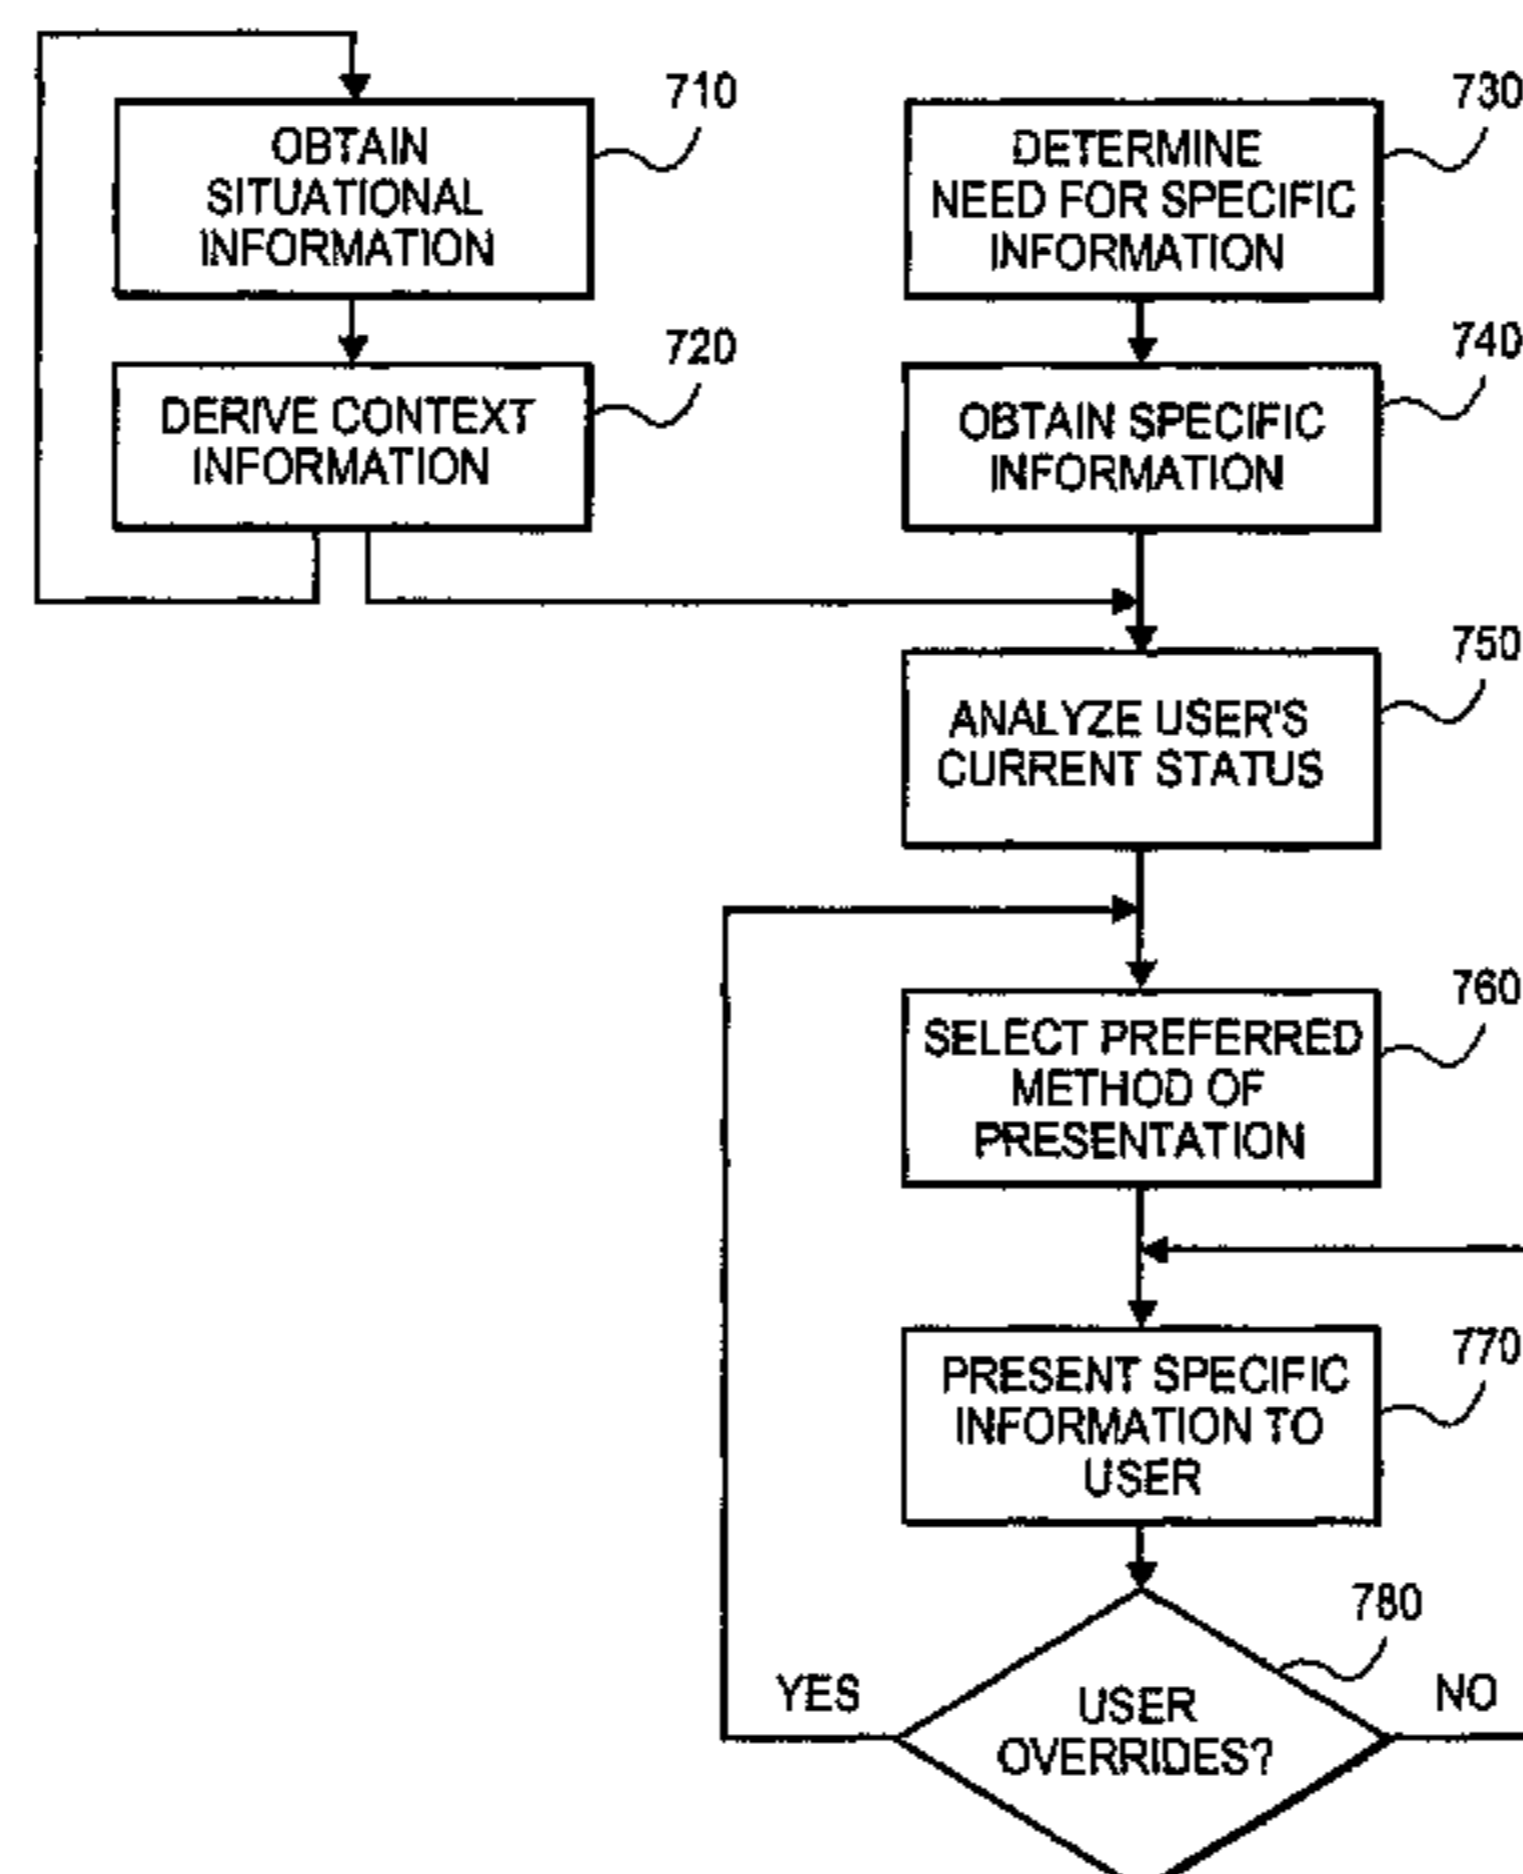 710
OBTAIN
SITUATIONAL
INFORMATION
730
DETERMINE
NEED FOR SPECIFIC
INFORMATION
720
DERIVE CONTEXT
INFORMATION
740
OBTAIN SPECIFIC
INFORMATION
750
ANALYZE USER'S
CURRENT STATUS
760
SELECT PREFERRED
METHOD OF
PRESENTATION
770
PRESENT SPECIFIC
INFORMATION TO
USER
780
YES
USER
OVERRIDES?
NO